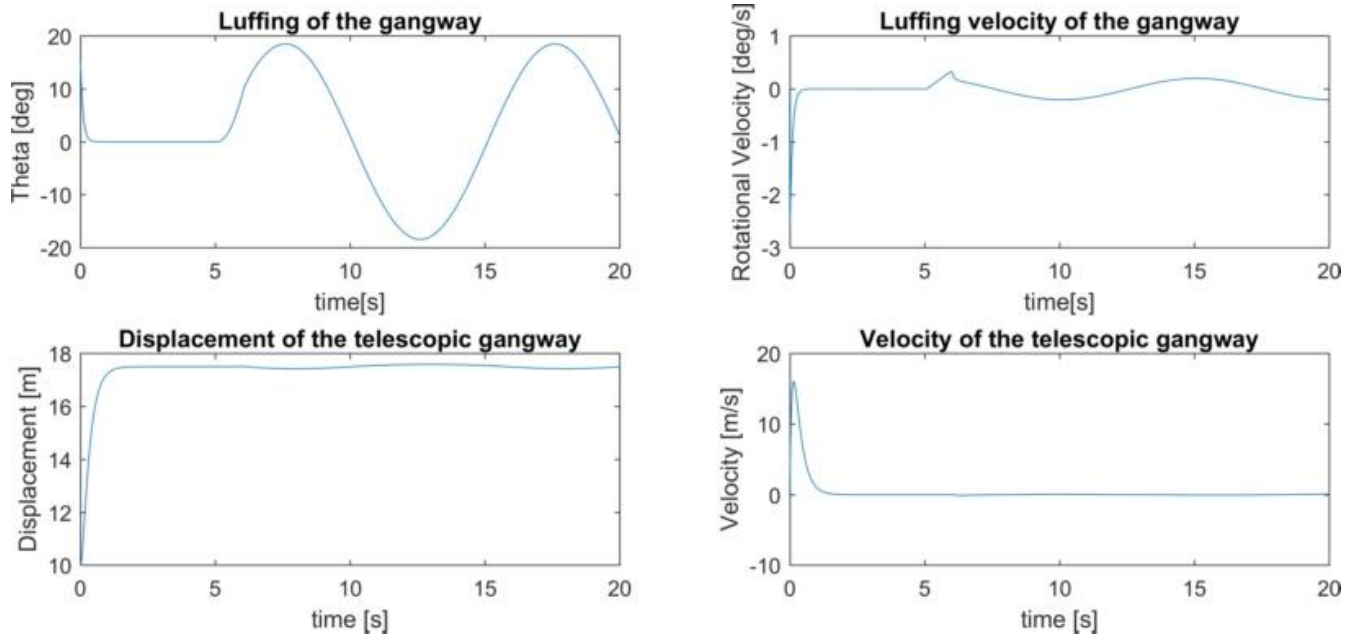 Luffing of the gangway
Theta [deg]
20
10
0
-10
-20
0 5 10 15 20
time[s]
Luffing velocity of the gangway
Rotational Velocity [deg/s]
1
0
-1
-2
-3
0 5 10 15 20
time[s]
Displacement of the telescopic gangway
Displacement [m]
18
16
14
12
10
0 5 10 15 20
time [s]
Velocity of the telescopic gangway
Velocity [m/s]
20
10
0
-10
0 5 10 15 20
time [s]